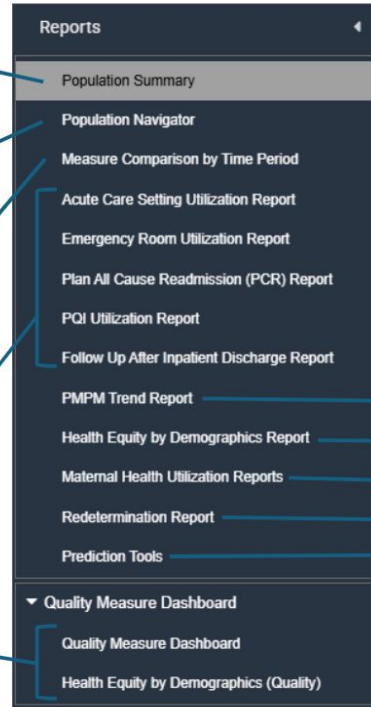 Reports
Population Summary
Population Navigator
Measure Comparison by Time Period
Acute Care Setting Utilization Report
Emergency Room Utilization Report
Plan All Cause Readmission (PCR) Report
PQI Utilization Report
Follow Up After Inpatient Discharge Report
PMPM Trend Report
Health Equity by Demographics Report
Maternal Health Utilization Reports
Redetermination Report
Prediction Tools
Quality Measure Dashboard
Quality Measure Dashboard
Health Equity by Demographics (Quality)